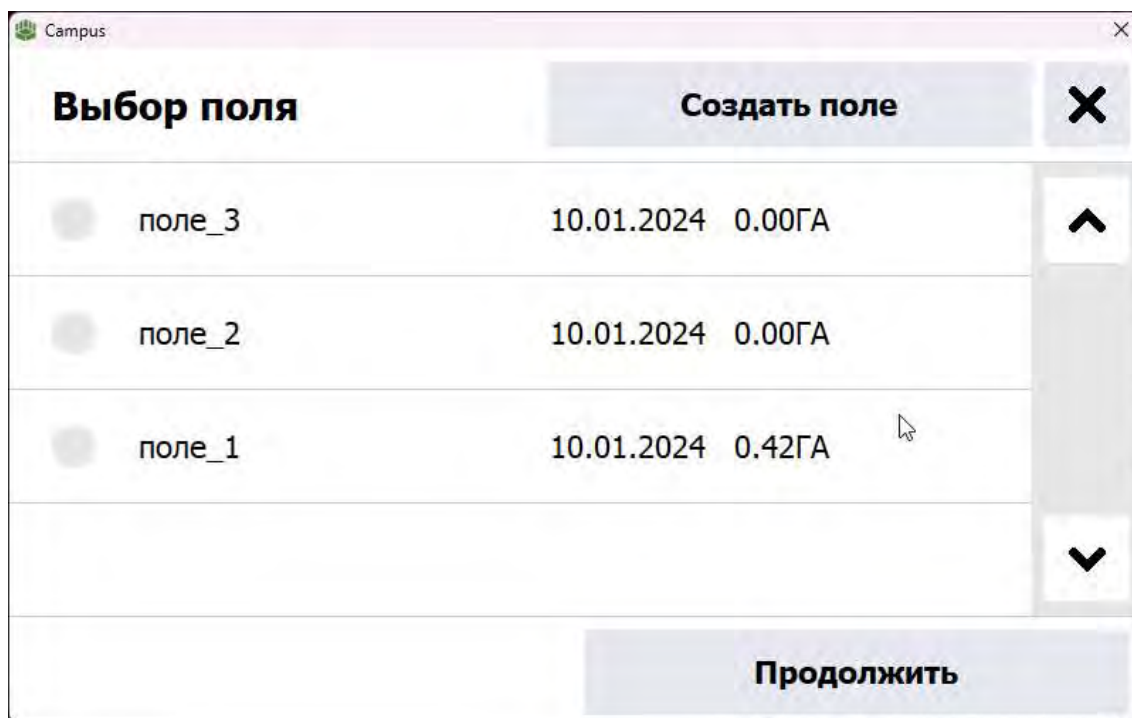 Campus
Выбор поля Создать поле
поле_3 10.01.2024 0.00ГА
поле_2 10.01.2024 0.00ГА
поле_1 10.01.2024 0.42ГА
Продолжить